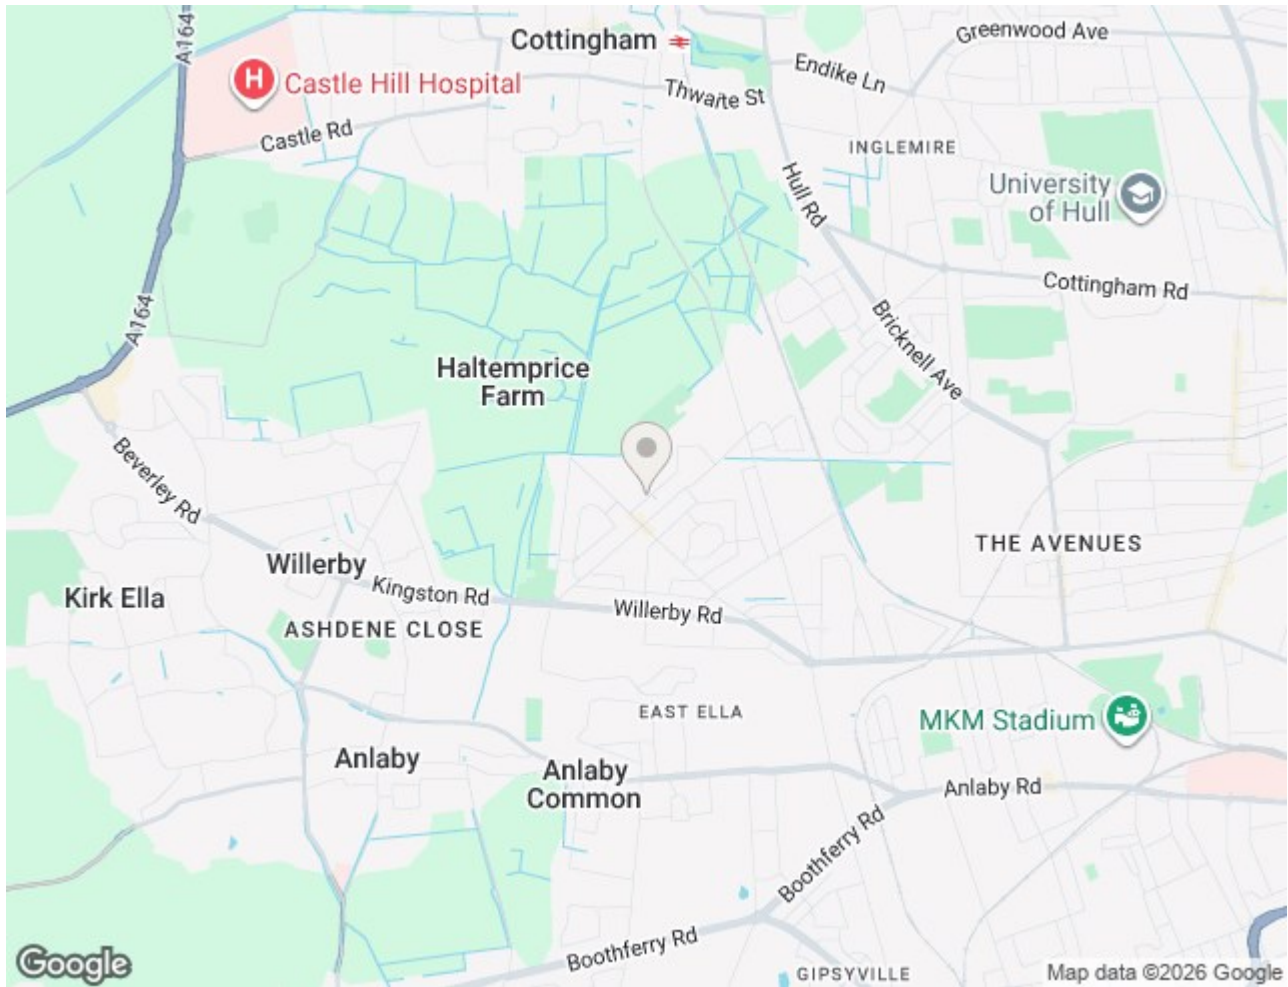 A164
Cottingham
Greenwood Ave
Castle Hill Hospital
Thwaite St
Endike Ln
Castle Rd
INGLEMIRE
Hull Rd
University
of Hull
A164
Cottingham Rd
Bricknell Ave
Haltemprice
Farm
Beverley Rd
THE AVENUES
Willerby
Kingston Rd
Willerby Rd
Kirk Ella
ASHDENE CLOSE
EAST ELLA
MKM Stadium
Anlaby
Anlaby
Common
Anlaby Rd
Boothferry Rd
Boothferry Rd
GIPSYVILLE
Google
Map data ©2026 Google
H